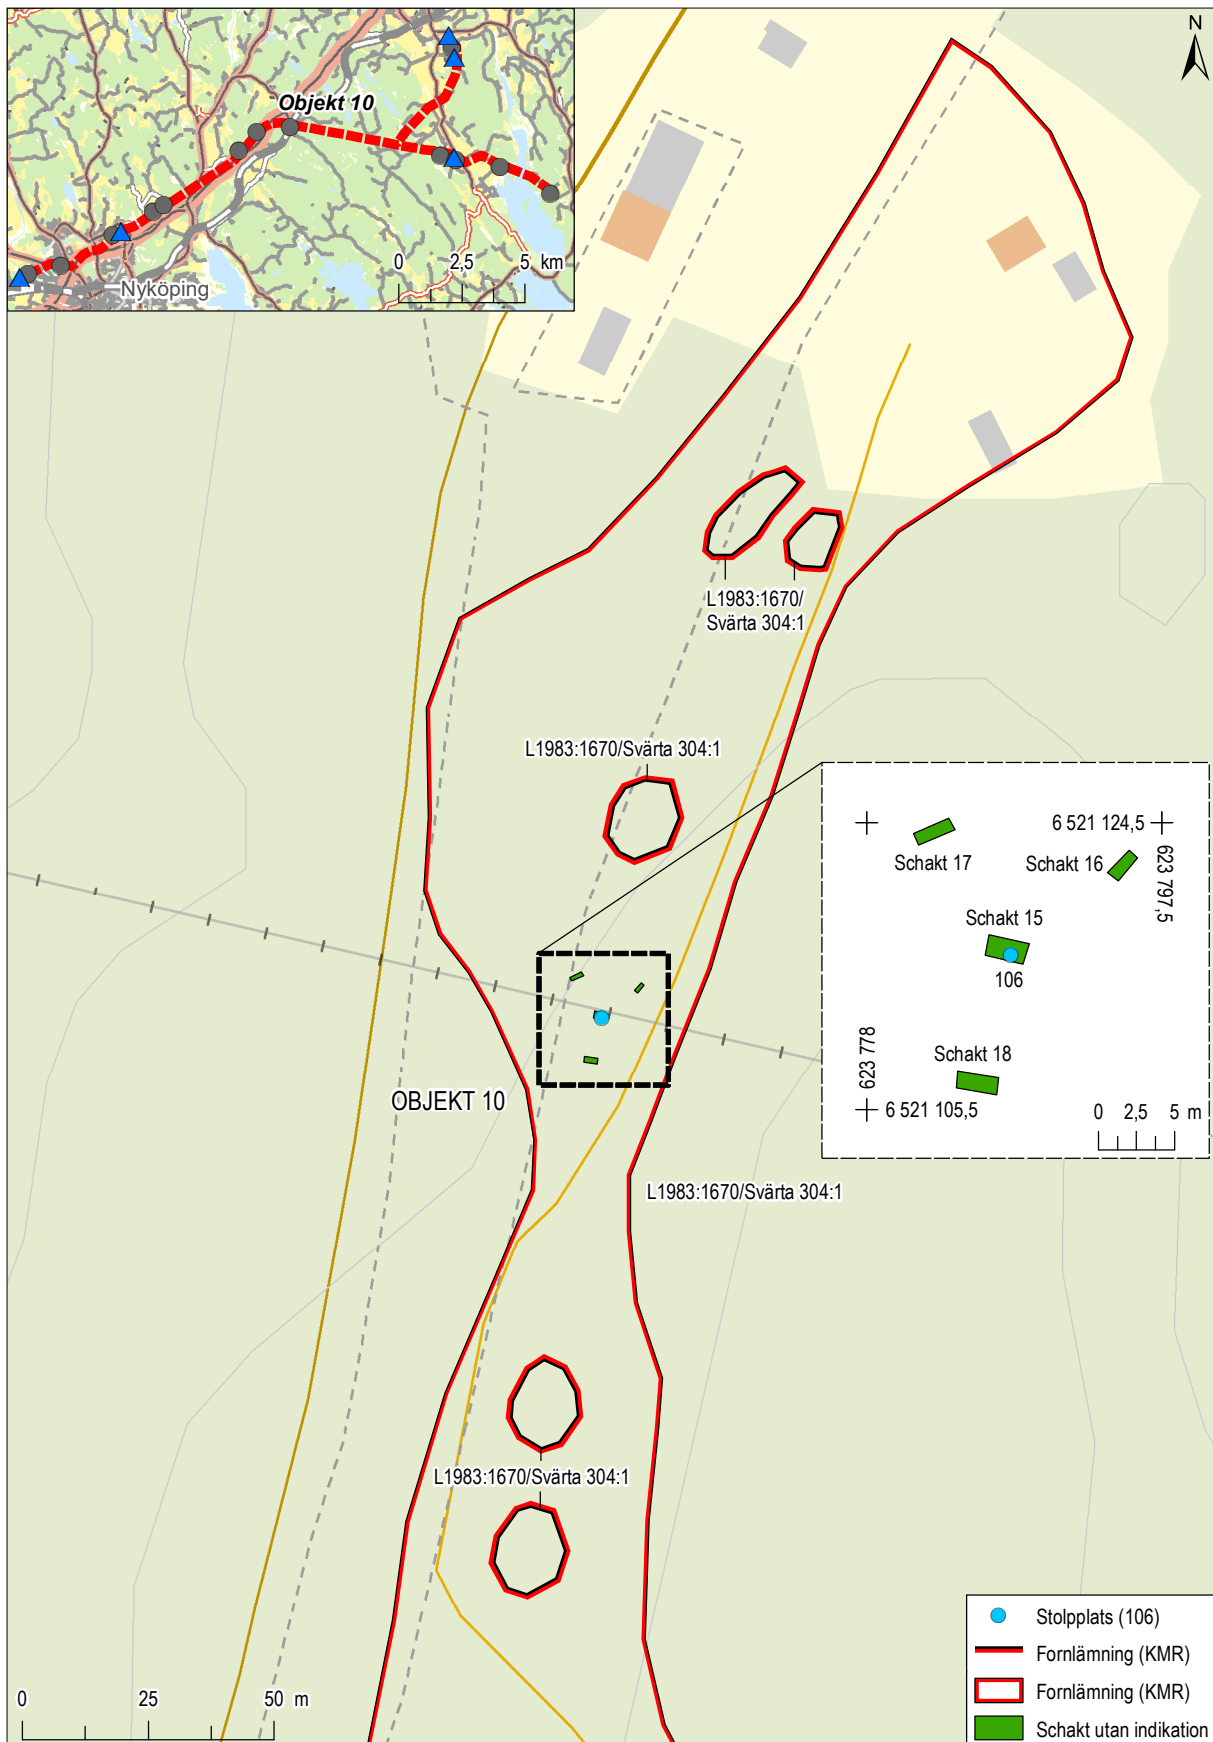 N
Objekt 10
0 2,5 5 km
Nyköping
L1983:1670/
Svärta 304:1
L1983:1670/Svärta 304:1
6 521 124,5
623 797,5
Schakt 17
Schakt 16
Schakt 15
106
623 778
Schakt 18
6 521 105,5
0 2,5 5 m
OBJEKT 10
L1983:1670/Svärta 304:1
L1983:1670/Svärta 304:1
0 25 50 m
Stolpplats (106)
Fornlämning (KMR)
Fornlämning (KMR)
Schakt utan indikation